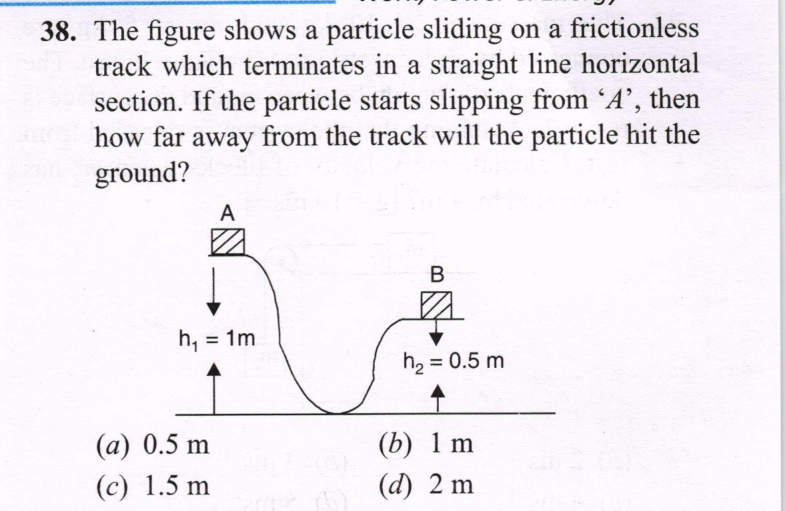 38. The figure shows a particle sliding on a frictionless
track which terminates in a straight line horizontal
section. If the particle starts slipping from ‘A’, then
how far away from the track will the particle hit the
ground?
A
B
h₁ = 1m
h₂ = 0.5 m
(a) 0.5 m (b) 1 m
(c) 1.5 m (d) 2 m